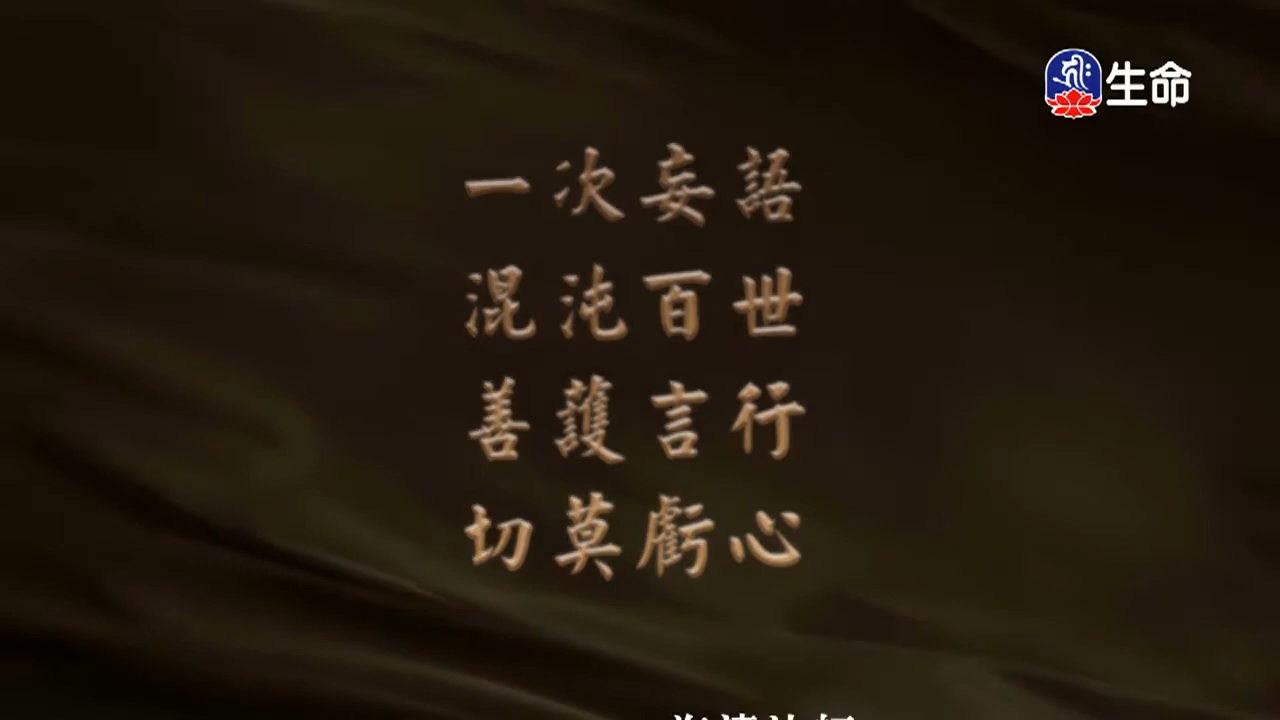 生命
一次妄語
混沌百世
善護言行
切莫虧心